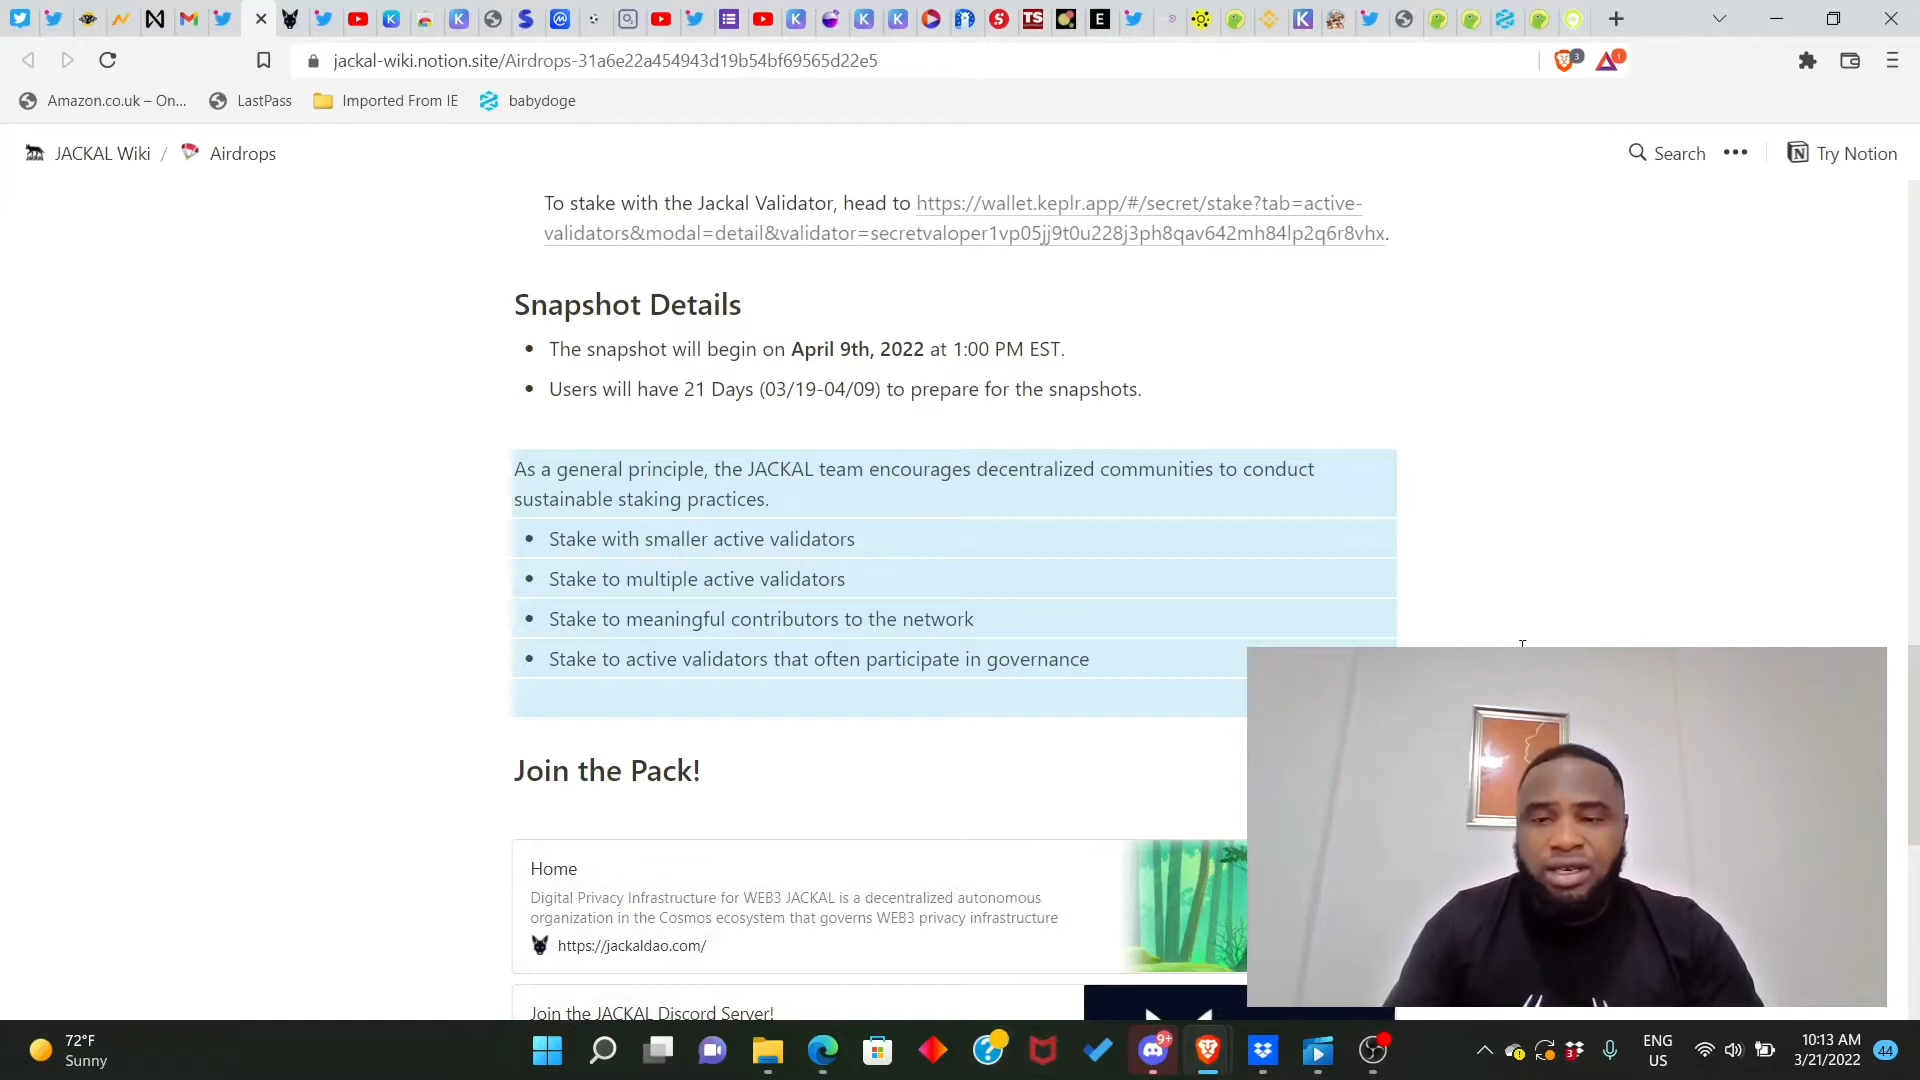 jackal-wiki.notion.site/Airdrops-31a6e22a454943d19b54bf69565d22e5
3
1
Amazon.co.uk – On...
LastPass
Imported From IE
babydoge
JACKAL Wiki / Airdrops
Search
Try Notion
To stake with the Jackal Validator, head to https://wallet.keplr.app/#/secret/stake?tab=active-
validators&modal=detail&validator=secretvaloper1vp05jj9t0u228j3ph8qav642mh84lp2q6r8vhx.
Snapshot Details
• The snapshot will begin on April 9th, 2022 at 1:00 PM EST.
• Users will have 21 Days (03/19-04/09) to prepare for the snapshots.
As a general principle, the JACKAL team encourages decentralized communities to conduct
sustainable staking practices.
• Stake with smaller active validators
• Stake to multiple active validators
• Stake to meaningful contributors to the network
• Stake to active validators that often participate in governance
Join the Pack!
Home
Digital Privacy Infrastructure for WEB3 JACKAL is a decentralized autonomous
organization in the Cosmos ecosystem that governs WEB3 privacy infrastructure
https://jackaldao.com/
Join the JACKAL Discord Server!
72°F
Sunny
9+
ENG
US
10:13 AM
3/21/2022
44